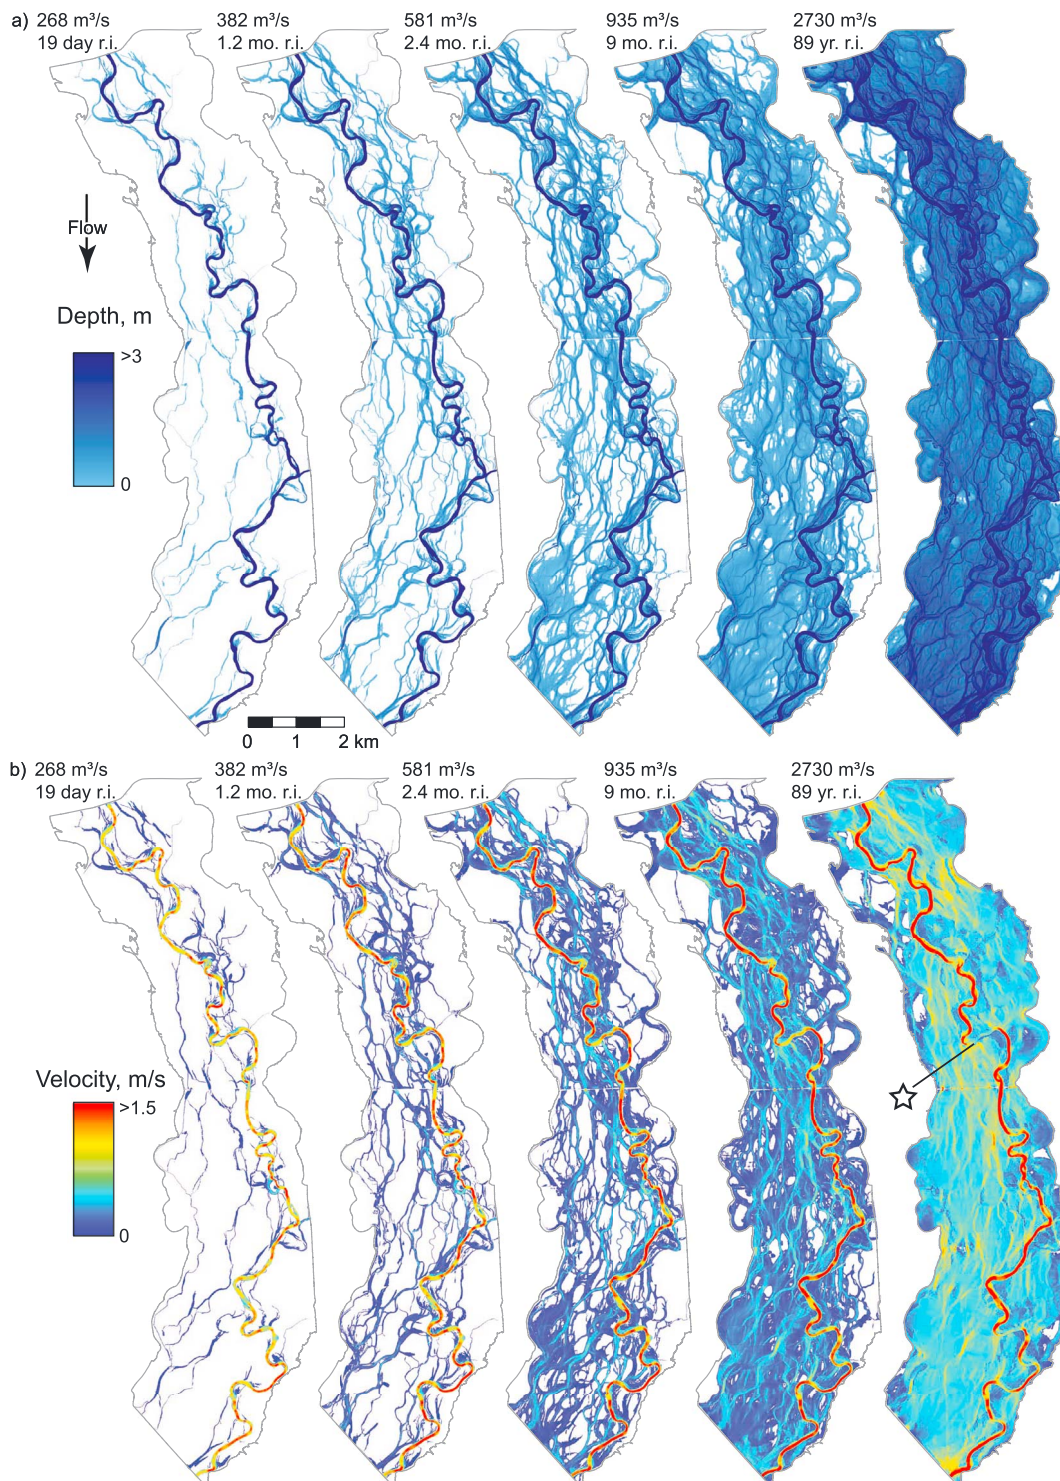 a) 268 m³/s 382 m³/s 581 m³/s 935 m³/s 2730 m³/s
19 day r.i. 1.2 mo. r.i. 2.4 mo. r.i. 9 mo. r.i. 89 yr. r.i.
Flow
Depth, m
>3
0
0 1 2 km
b) 268 m³/s 382 m³/s 581 m³/s 935 m³/s 2730 m³/s
19 day r.i. 1.2 mo. r.i. 2.4 mo. r.i. 9 mo. r.i. 89 yr. r.i.
Velocity, m/s
>1.5
0